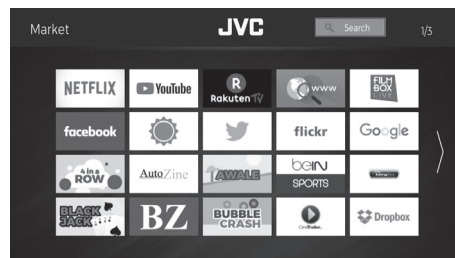 Market
JVC
Search
1/3
NETFLIX
YouTube
R
Rakuten TV
www
FILM
BOX
LIVE
facebook
flickr
Google
4 in a
ROW
AutoZine
AWALE
beIN
SPORTS
BLACK
JACK
BZ
BUBBLE
CRASH
CineTrailer
Dropbox